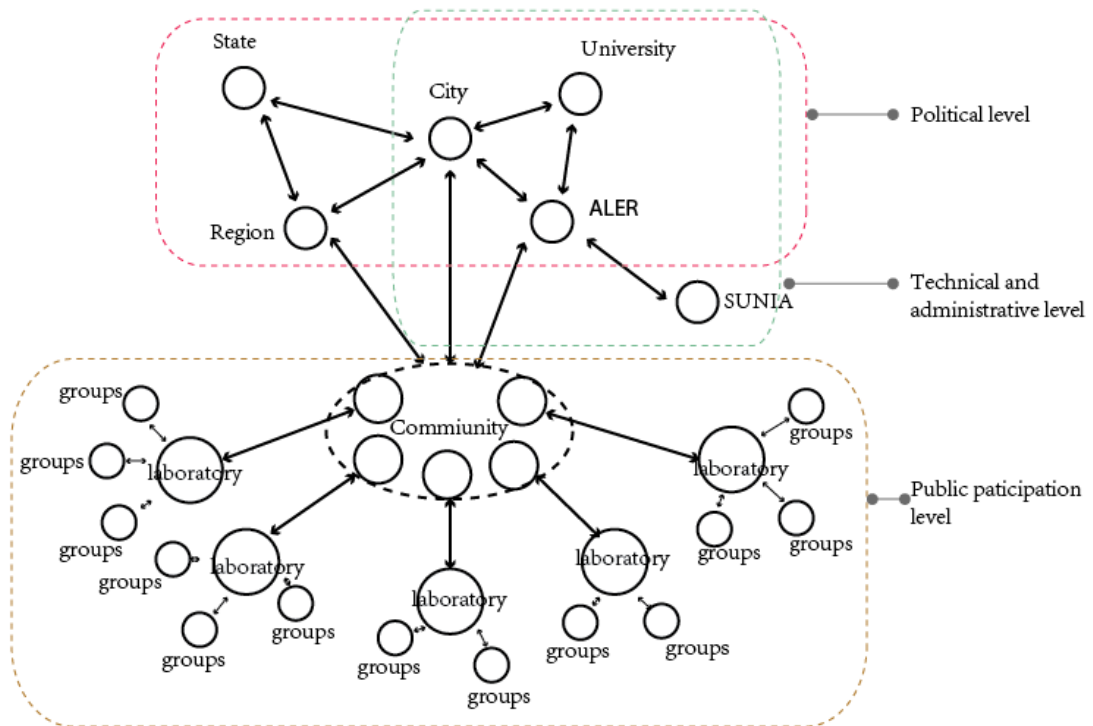 State
University
City
Political level
ALER
Region
Technical and
administrative level
SUNIA
groups
groups
Commiunity
groups
laboratory
laboratory
Public paticipation
level
groups
groups
groups
groups
laboratory
laboratory
groups
laboratory
groups
groups
groups
groups
groups
groups
groups